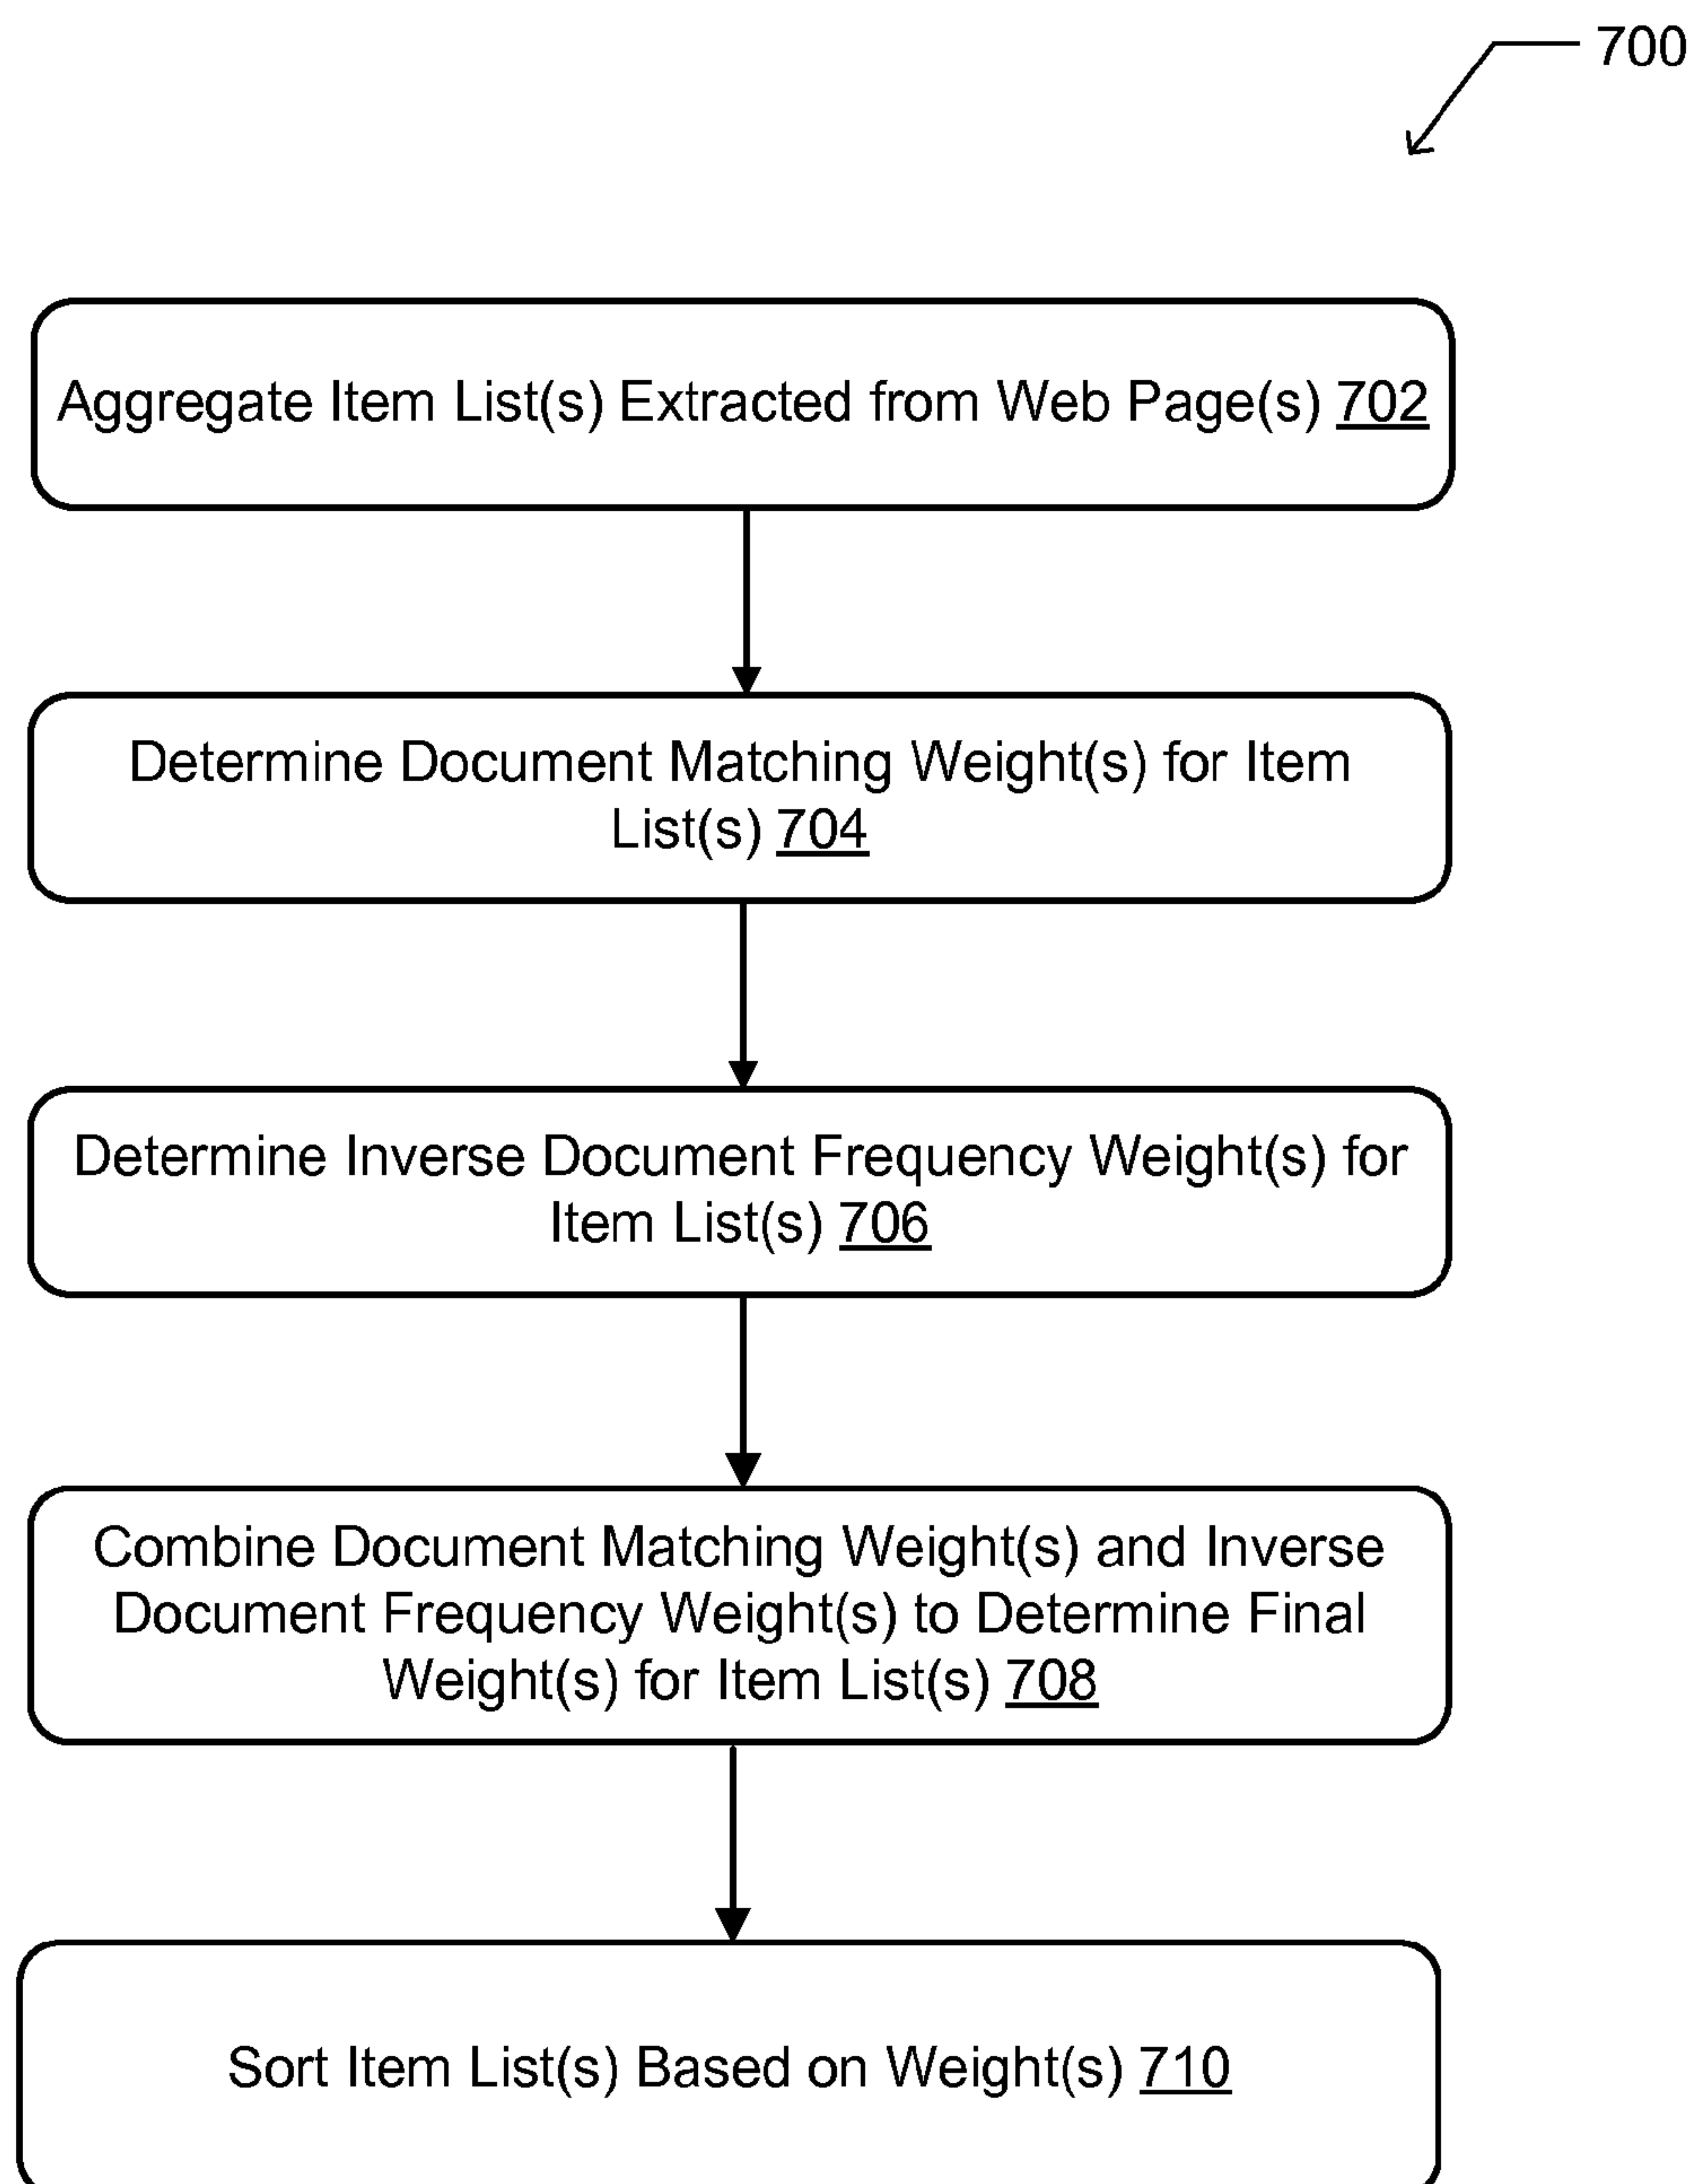 700
Aggregate Item List(s) Extracted from Web Page(s) 702
Determine Document Matching Weight(s) for Item
List(s) 704
Determine Inverse Document Frequency Weight(s) for
Item List(s) 706
Combine Document Matching Weight(s) and Inverse
Document Frequency Weight(s) to Determine Final
Weight(s) for Item List(s) 708
Sort Item List(s) Based on Weight(s) 710